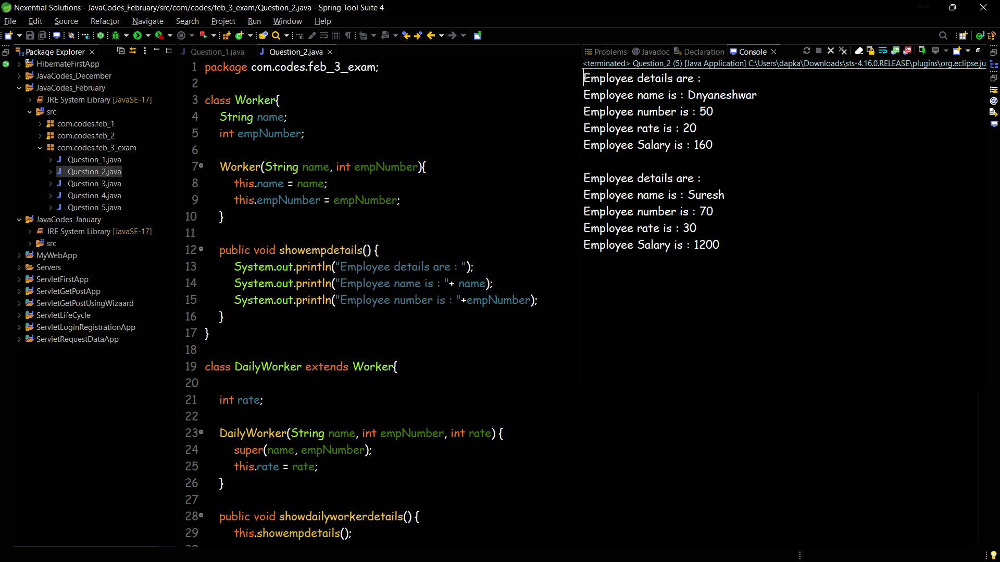 Nexential Solutions - JavaCodes_February/src/com/codes/feb_3_exam/Question_2.java - Spring Tool Suite 4
File Edit Source Refactor Navigate Search Project Run Window Help
Package Explorer
HibernateFirstApp
JavaCodes_December
JavaCodes_February
JRE System Library [JavaSE-17]
src
com.codes.feb_1
com.codes.feb_2
com.codes.feb_3_exam
Question_1.java
Question_2.java
Question_3.java
Question_4.java
Question_5.java
JavaCodes_January
JRE System Library [JavaSE-17]
src
MyWebApp
Servers
ServletFirstApp
ServletGetPostApp
ServletGetPostUsingWizaard
ServletLifeCycle
ServletLoginRegistrationApp
ServletRequestDataApp
Question_1.java Question_2.java
1 package com.codes.feb_3_exam;
2
3 class Worker{
4 String name;
5 int empNumber;
6
7 Worker(String name, int empNumber){
8 this.name = name;
9 this.empNumber = empNumber;
10 }
11
12 public void showempdetails() {
13 System.out.println("Employee details are : ");
14 System.out.println("Employee name is : "+ name);
15 System.out.println("Employee number is : "+empNumber);
16 }
17 }
18
19 class DailyWorker extends Worker{
20
21 int rate;
22
23 DailyWorker(String name, int empNumber, int rate) {
24 super(name, empNumber);
25 this.rate = rate;
26 }
27
28 public void showdailyworkerdetails() {
29 this.showempdetails();
Problems Javadoc Declaration Console
<terminated> Question_2 (5) [Java Application] C:\Users\dapka\Downloads\sts-4.16.0.RELEASE\plugins\org.eclipse.ju
Employee details are :
Employee name is : Dnyaneshwar
Employee number is : 50
Employee rate is : 20
Employee Salary is : 160
Employee details are :
Employee name is : Suresh
Employee number is : 70
Employee rate is : 30
Employee Salary is : 1200